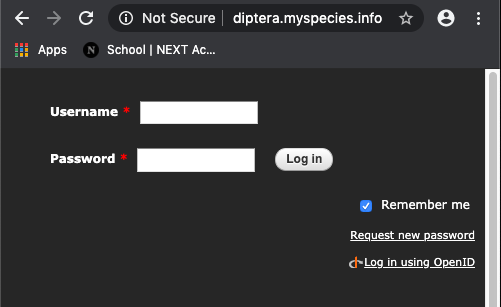 Not Secure | diptera.myspecies.info
Apps N School | NEXT Ac...
Username *
Password * Log in
Remember me
Request new password
Log in using OpenID